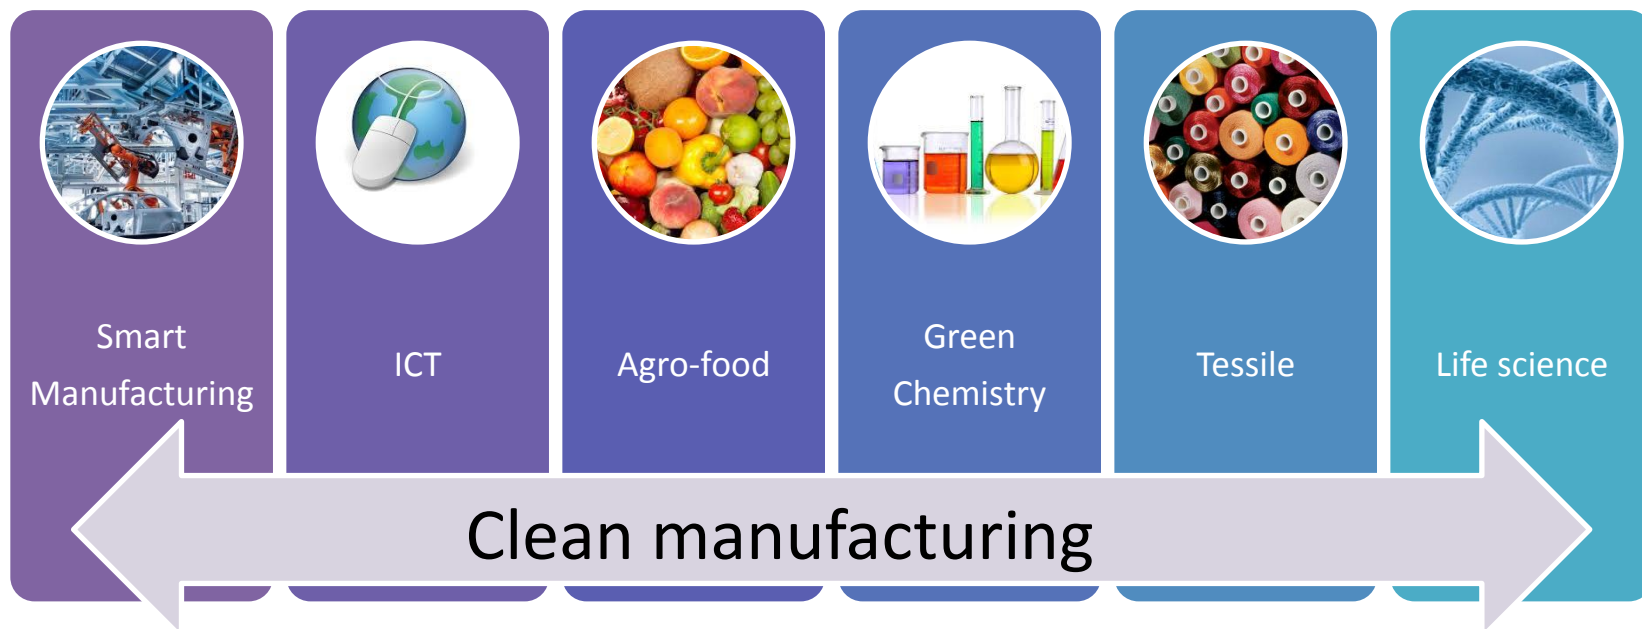 Smart
Manufacturing
ICT
Agro-food
Green
Chemistry
Tessile
Life science
Clean manufacturing